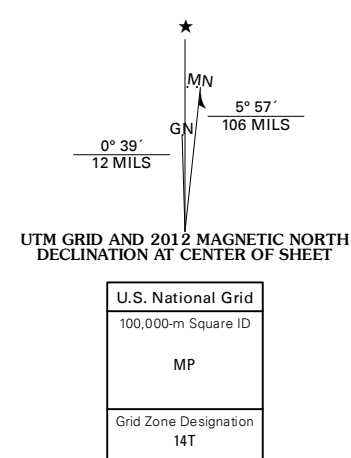 ★
MN
5° 57´
106 MILS
GN
0° 39´
12 MILS
UTM GRID AND 2012 MAGNETIC NORTH
DECLINATION AT CENTER OF SHEET
U.S. National Grid
100,000-m Square ID
MP
Grid Zone Designation
14T